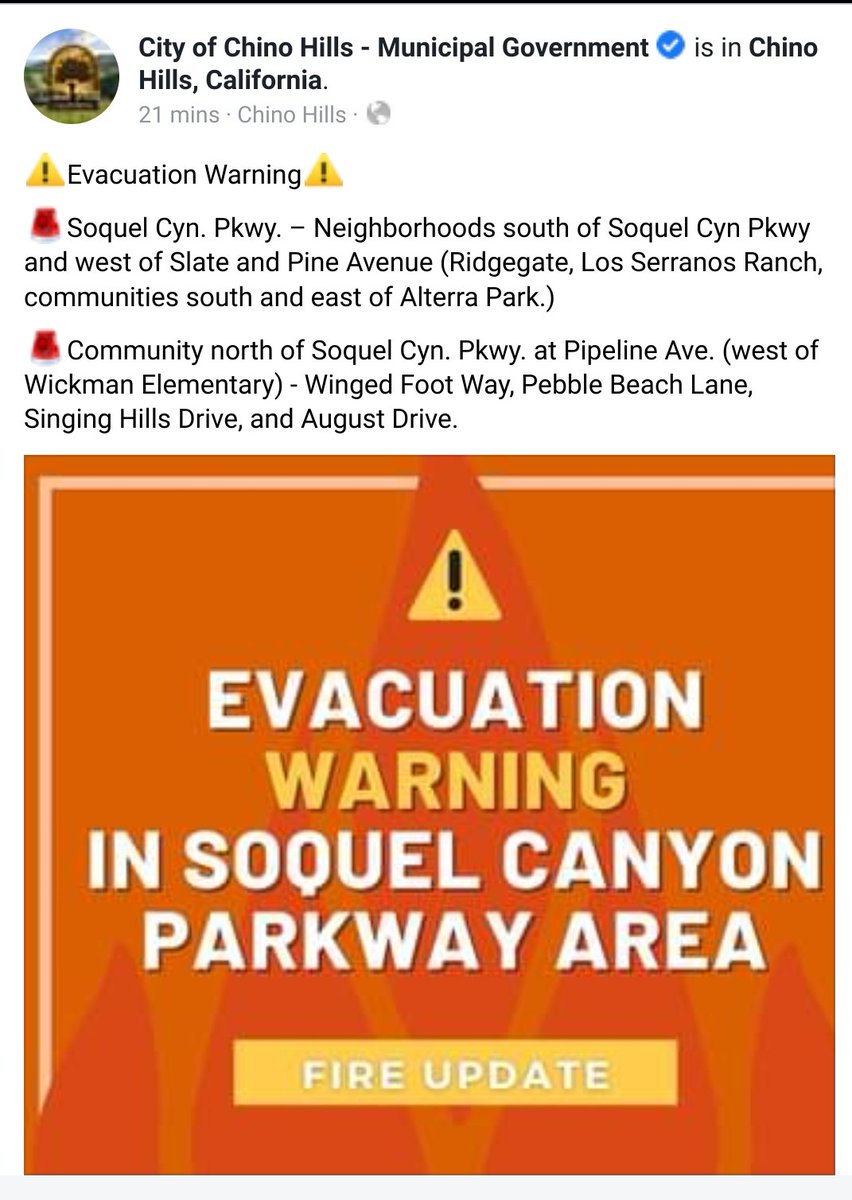 City of Chino Hills - Municipal Government is in Chino
Hills, California.
21 mins · Chino Hills ·
⚠️Evacuation Warning⚠️
🚨Soquel Cyn. Pkwy. – Neighborhoods south of Soquel Cyn Pkwy
and west of Slate and Pine Avenue (Ridgegate, Los Serranos Ranch,
communities south and east of Alterra Park.)
🚨Community north of Soquel Cyn. Pkwy. at Pipeline Ave. (west of
Wickman Elementary) - Winged Foot Way, Pebble Beach Lane,
Singing Hills Drive, and August Drive.
EVACUATION
WARNING
IN SOQUEL CANYON
PARKWAY AREA
FIRE UPDATE